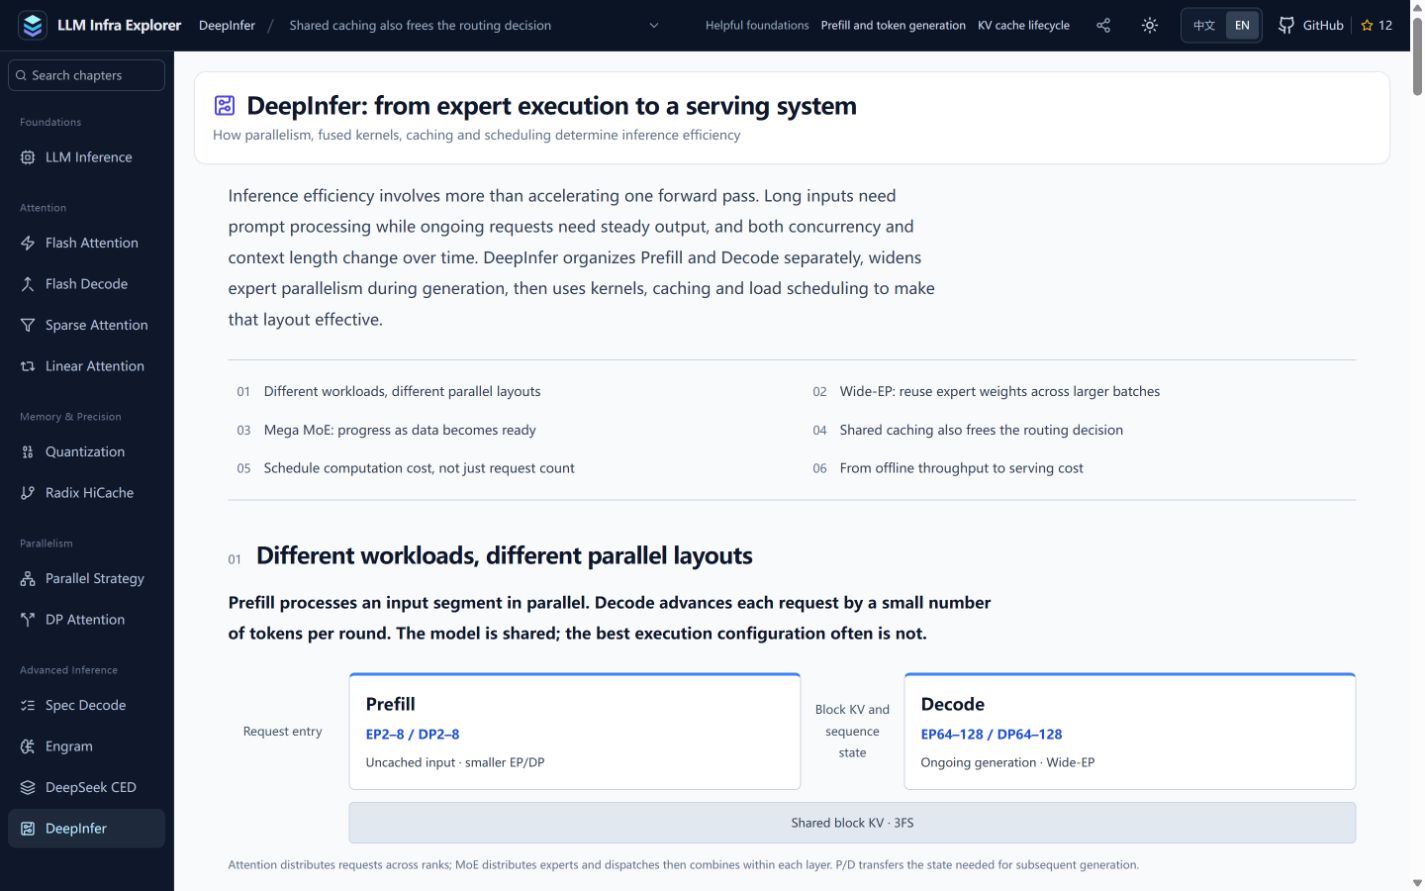 LLM Infra Explorer
DeepInfer / Shared caching also frees the routing decision
Helpful foundations Prefill and token generation KV cache lifecycle
中文 EN GitHub 12
Search chapters
Foundations
LLM Inference
Attention
Flash Attention
Flash Decode
Sparse Attention
Linear Attention
Memory & Precision
Quantization
Radix HiCache
Parallelism
Parallel Strategy
DP Attention
Advanced Inference
Spec Decode
Engram
DeepSeek CED
DeepInfer
DeepInfer: from expert execution to a serving system
How parallelism, fused kernels, caching and scheduling determine inference efficiency
Inference efficiency involves more than accelerating one forward pass. Long inputs need
prompt processing while ongoing requests need steady output, and both concurrency and
context length change over time. DeepInfer organizes Prefill and Decode separately, widens
expert parallelism during generation, then uses kernels, caching and load scheduling to make
that layout effective.
01 Different workloads, different parallel layouts
02 Wide-EP: reuse expert weights across larger batches
03 Mega MoE: progress as data becomes ready
04 Shared caching also frees the routing decision
05 Schedule computation cost, not just request count
06 From offline throughput to serving cost
01 Different workloads, different parallel layouts
Prefill processes an input segment in parallel. Decode advances each request by a small number
of tokens per round. The model is shared; the best execution configuration often is not.
Request entry
Prefill
EP2–8 / DP2–8
Uncached input · smaller EP/DP
Block KV and
sequence
state
Decode
EP64–128 / DP64–128
Ongoing generation · Wide-EP
Shared block KV · 3FS
Attention distributes requests across ranks; MoE distributes experts and dispatches then combines within each layer. P/D transfers the state needed for subsequent generation.